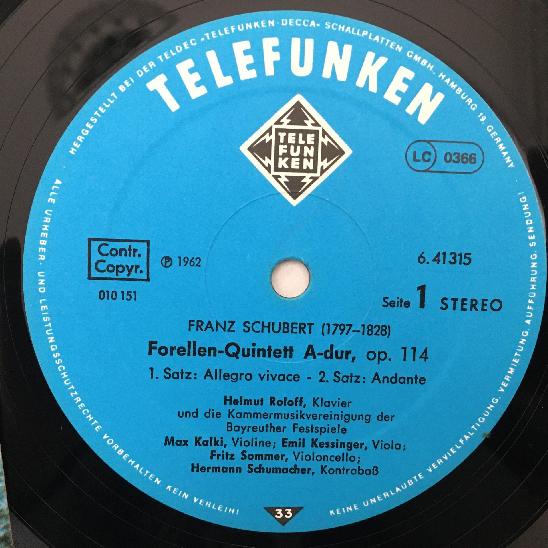 HERGESTELLT BEI DER TELDEC »TELEFUNKEN-DECCA« SCHALLPLATTEN GMBH., HAMBURG 19, GERMANY
TELEFUNKEN
TELE
FUN
KEN
LC 0366
Contr.
Copyr.
℗ 1962
6.41315
010 151
Seite 1 STEREO
FRANZ SCHUBERT (1797-1828)
Forellen-Quintett A-dur, op. 114
1. Satz: Allegro vivace - 2. Satz: Andante
Helmut Roloff, Klavier
und die Kammermusikvereinigung der
Bayreuther Festspiele
Max Kalki, Violine; Emil Kessinger, Viola;
Fritz Sommer, Violoncello;
Hermann Schumacher, Kontrabaß
33
ALLE URHEBER- UND LEISTUNGSSCHUTZRECHTE VORBEHALTEN KEIN VERLEIH!
KEINE UNERLAUBTE VERVIELFÄLTIGUNG, VERMIETUNG, AUFFÜHRUNG, SENDUNG!